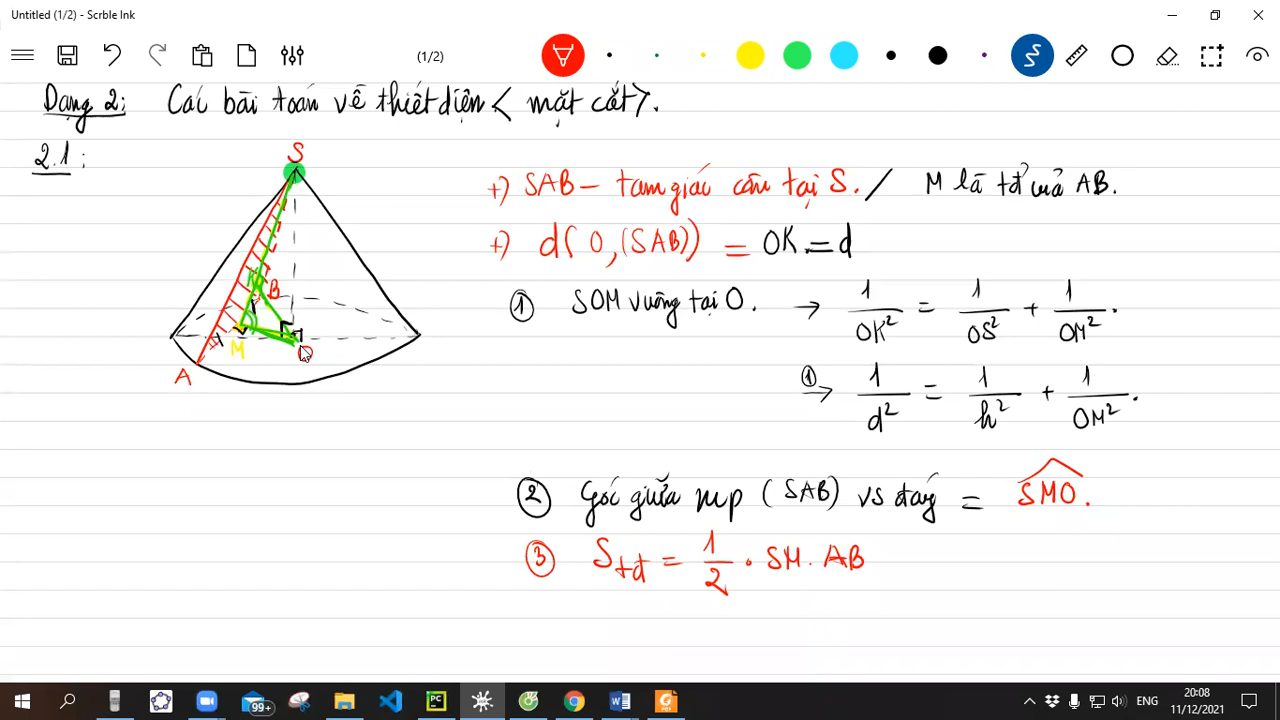 Untitled (1/2) - Scrble Ink
(1/2)
Dạng 2: Các bài toán về thiết diện < mặt cắt>.
2.1:
S
A
B
M
O
+) SAB - tam giác cân tại S. / M là tđ của AB.
+) d(O, (SAB)) = OK = d
① SOM vuông tại O. → 1/OK² = 1/OS² + 1/OM².
① → 1/d² = 1/h² + 1/OM².
② Góc giữa mp (SAB) vs đáy = SMO.
③ Stđ = 1/2 . SM. AB
99+
ENG
20:08
11/12/2021